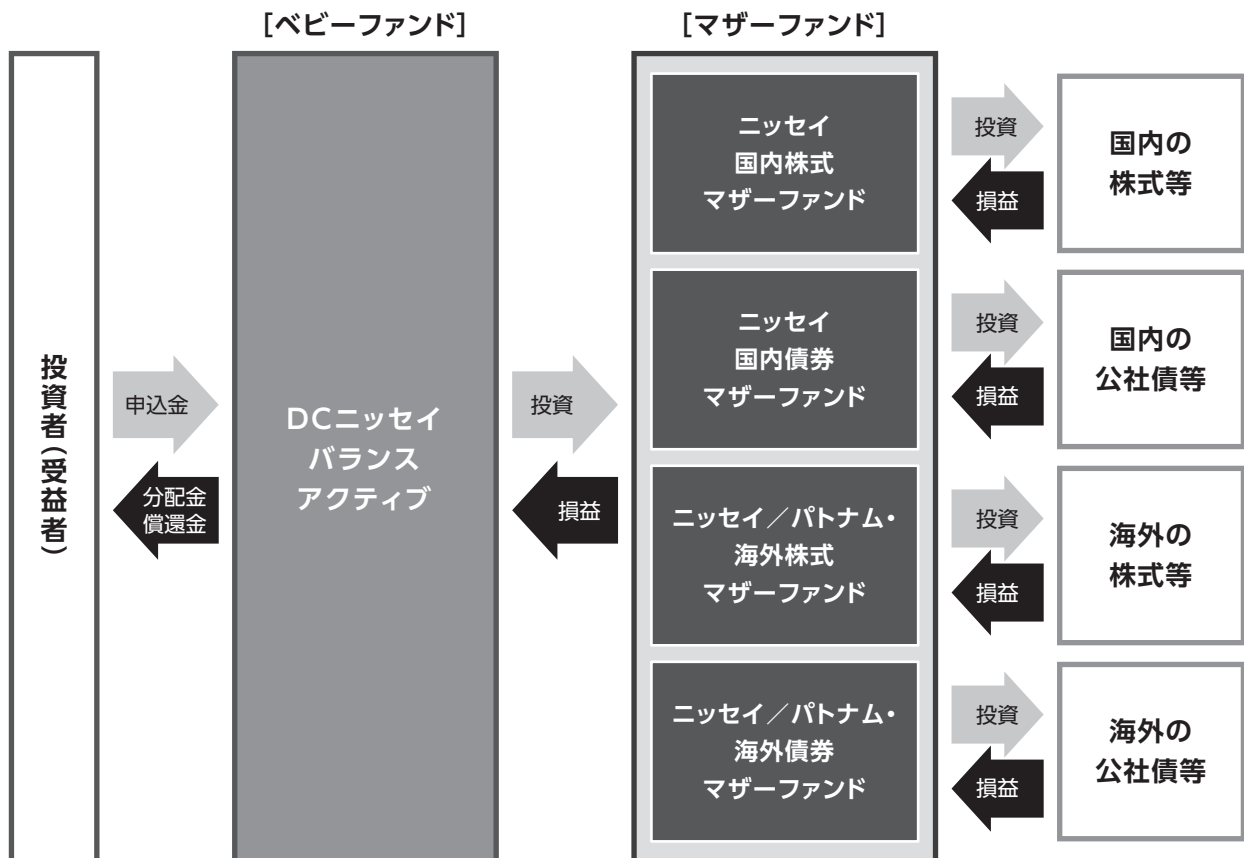 [ベビーファンド]
[マザーファンド]
投資者(受益者)
申込金
分配金
償還金
DCニッセイ
バランス
アクティブ
投資
損益
ニッセイ
国内株式
マザーファンド
投資
損益
国内の
株式等
ニッセイ
国内債券
マザーファンド
投資
損益
国内の
公社債等
ニッセイ／パトナム・
海外株式
マザーファンド
投資
損益
海外の
株式等
ニッセイ／パトナム・
海外債券
マザーファンド
投資
損益
海外の
公社債等